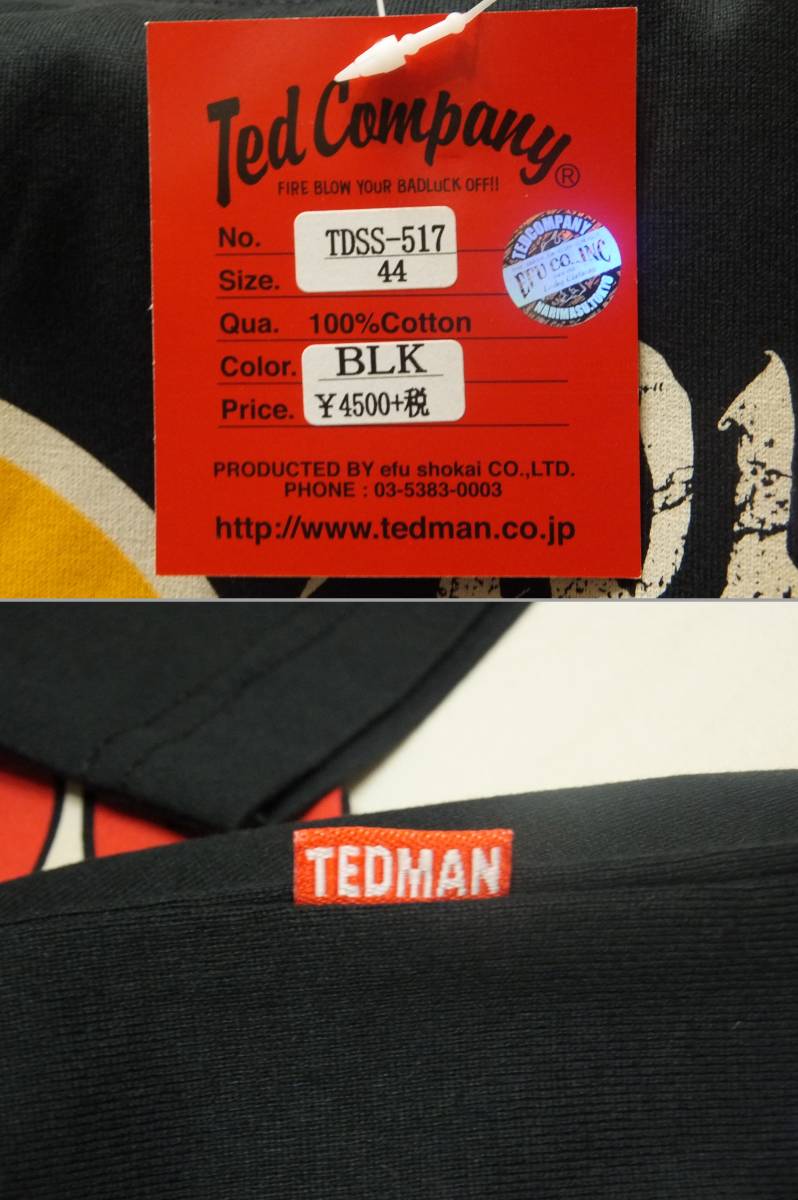 Ted Company®
FIRE BLOW YOUR BADLUCK OFF!!
No. TDSS-517
Size. 44
Qua. 100%Cotton
Color. BLK
Price. ¥4500+税
TEDCOMPANY
EFU CO.,INC
NARIMASU.TOKYO
PRODUCTED BY efu shokai CO.,LTD.
PHONE : 03-5383-0003
http://www.tedman.co.jp
TEDMAN